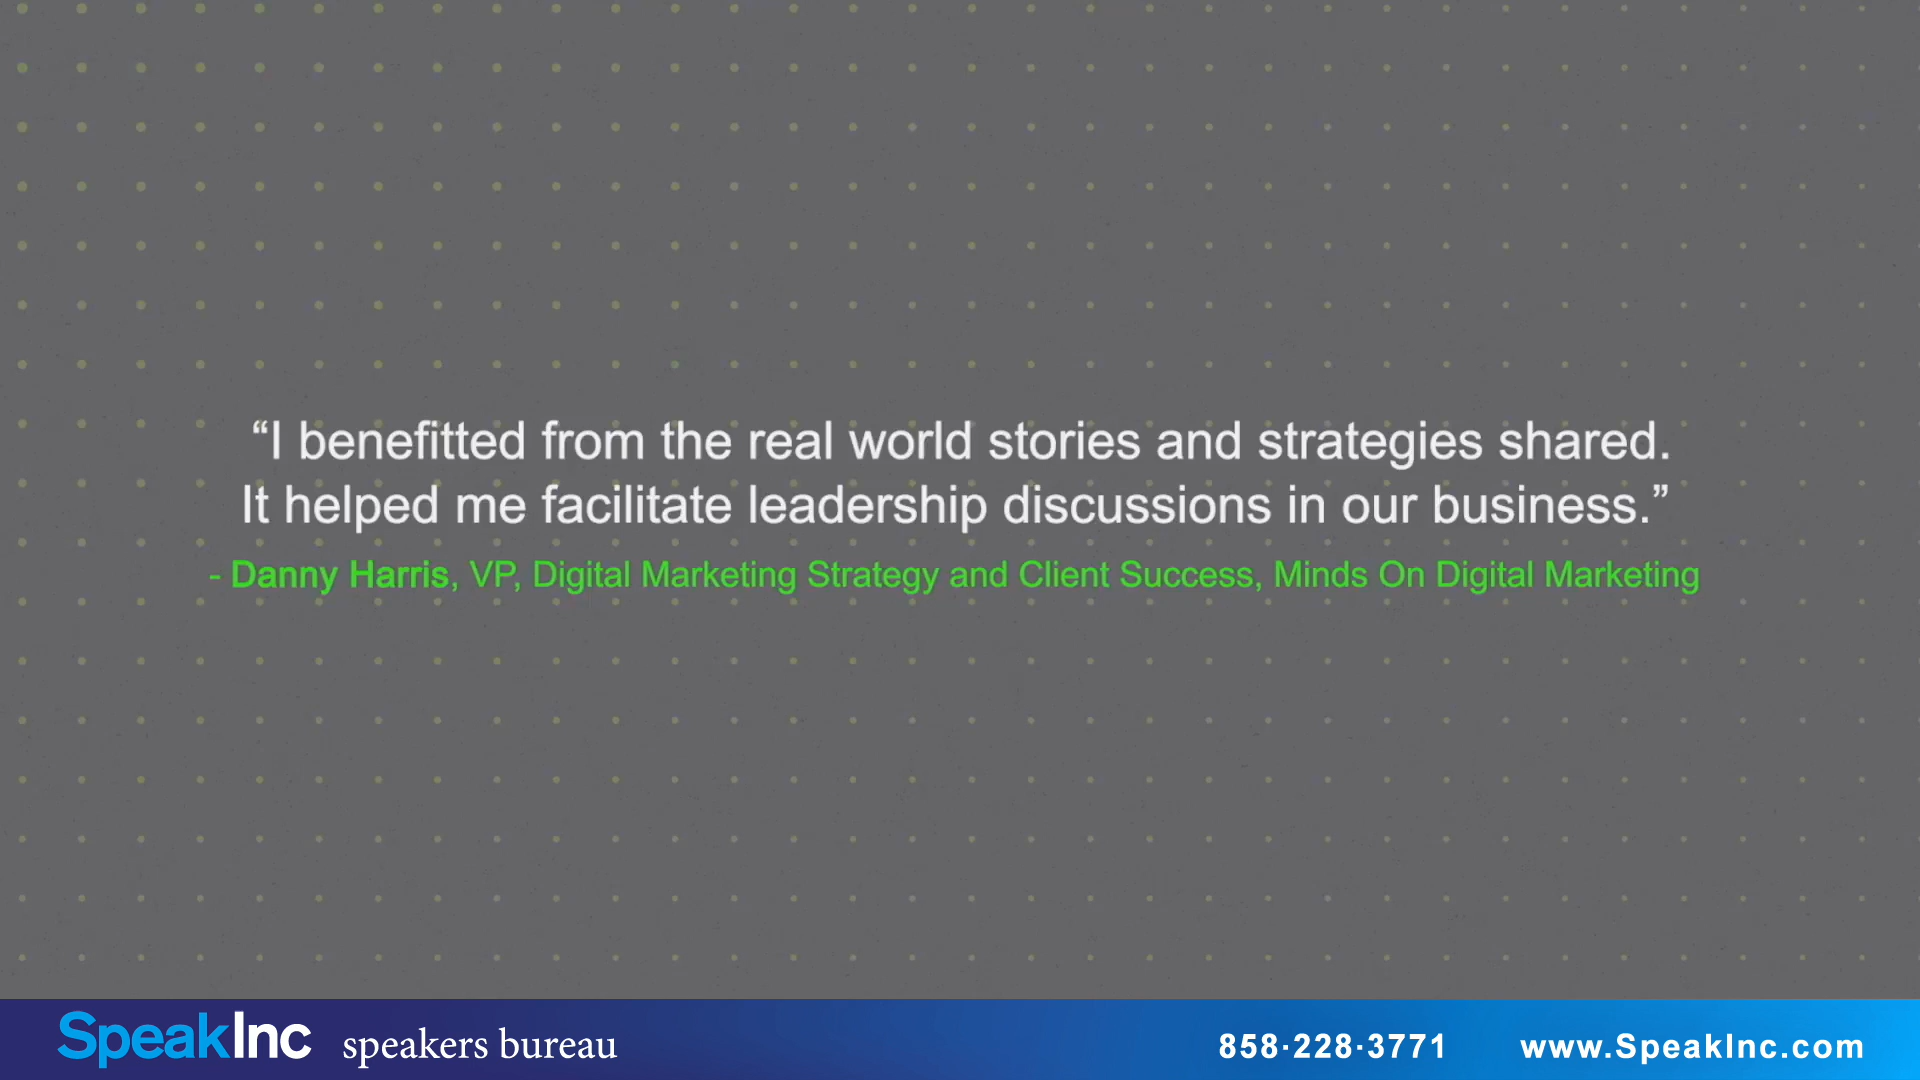 “I benefitted from the real world stories and strategies shared.
It helped me facilitate leadership discussions in our business.”
- Danny Harris, VP, Digital Marketing Strategy and Client Success, Minds On Digital Marketing
SpeakInc speakers bureau 858·228·3771 www.SpeakInc.com